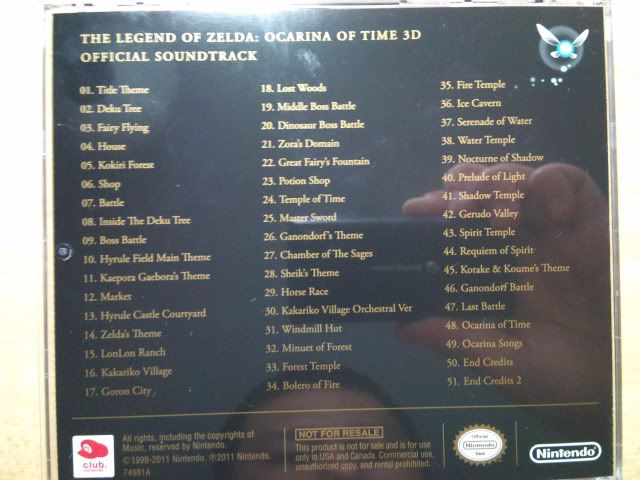 THE LEGEND OF ZELDA: OCARINA OF TIME 3D
OFFICIAL SOUNDTRACK
01. Title Theme
02. Deku Tree
03. Fairy Flying
04. House
05. Kokiri Forest
06. Shop
07. Battle
08. Inside The Deku Tree
09. Boss Battle
10. Hyrule Field Main Theme
11. Kaepora Gaebora's Theme
12. Market
13. Hyrule Castle Courtyard
14. Zelda's Theme
15. LonLon Ranch
16. Kakariko Village
17. Goron City
18. Lost Woods
19. Middle Boss Battle
20. Dinosaur Boss Battle
21. Zora's Domain
22. Great Fairy's Fountain
23. Potion Shop
24. Temple of Time
25. Master Sword
26. Ganondorf's Theme
27. Chamber of The Sages
28. Sheik's Theme
29. Horse Race
30. Kakariko Village Orchestral Ver
31. Windmill Hut
32. Minuet of Forest
33. Forest Temple
34. Bolero of Fire
35. Fire Temple
36. Ice Cavern
37. Serenade of Water
38. Water Temple
39. Nocturne of Shadow
40. Prelude of Light
41. Shadow Temple
42. Gerudo Valley
43. Spirit Temple
44. Requiem of Spirit
45. Kotake & Koume's Theme
46. Ganondorf Battle
47. Last Battle
48. Ocarina of Time
49. Ocarina Songs
50. End Credits
51. End Credits 2
club.
Nintendo
All rights, including the copyrights of
Music, reserved by Nintendo.
©1998-2011 Nintendo. ℗2011 Nintendo.
74981A
NOT FOR RESALE
This product is not for sale and is for use
only in USA and Canada. Commercial use,
unauthorized copy, and rental prohibited.
Official
Nintendo
Seal
Nintendo